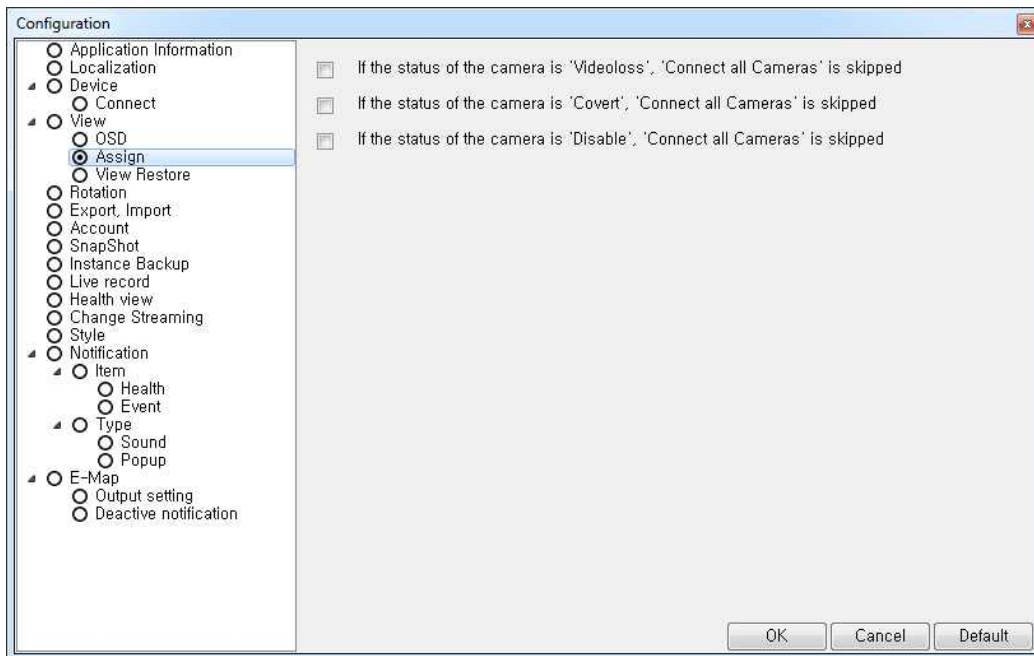 Configuration
Application Information
Localization
Device
Connect
View
OSD
Assign
View Restore
Rotation
Export, Import
Account
SnapShot
Instance Backup
Live record
Health view
Change Streaming
Style
Notification
Item
Health
Event
Type
Sound
Popup
E-Map
Output setting
Deactive notification
If the status of the camera is 'Videoloss', 'Connect all Cameras' is skipped
If the status of the camera is 'Covert', 'Connect all Cameras' is skipped
If the status of the camera is 'Disable', 'Connect all Cameras' is skipped
OK
Cancel
Default